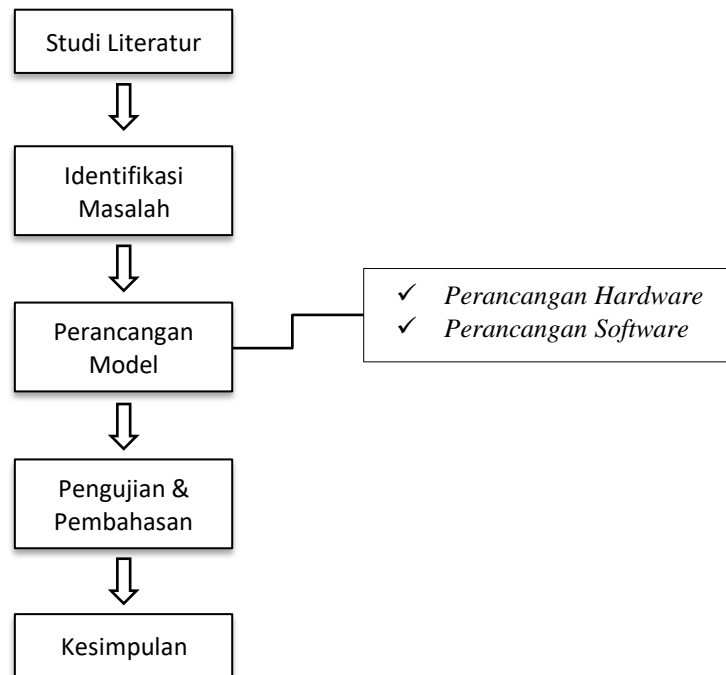 Studi Literatur
Identifikasi
Masalah
Perancangan
Model
✓ Perancangan Hardware
✓ Perancangan Software
Pengujian &
Pembahasan
Kesimpulan